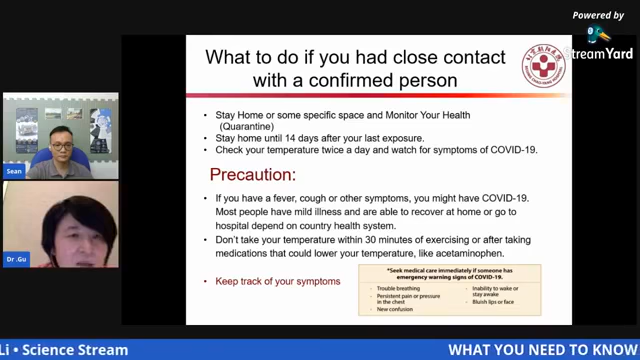 Powered by
StreamYard
What to do if you had close contact
with a confirmed person
• Stay Home or some specific space and Monitor Your Health
(Quarantine)
• Stay home until 14 days after your last exposure.
• Check your temperature twice a day and watch for symptoms of COVID-19.
Precaution:
• If you have a fever, cough or other symptoms, you might have COVID-19.
Most people have mild illness and are able to recover at home or go to
hospital depend on country health system.
• Don't take your temperature within 30 minutes of exercising or after taking
medications that could lower your temperature, like acetaminophen.
• Keep track of your symptoms
*Seek medical care immediately if someone has
emergency warning signs of COVID-19.
- Trouble breathing
- Persistent pain or pressure
in the chest
- New confusion
- Inability to wake or
stay awake
- Bluish lips or face
Sean
Dr .Gu
Li • Science Stream
WHAT YOU NEED TO KNOW